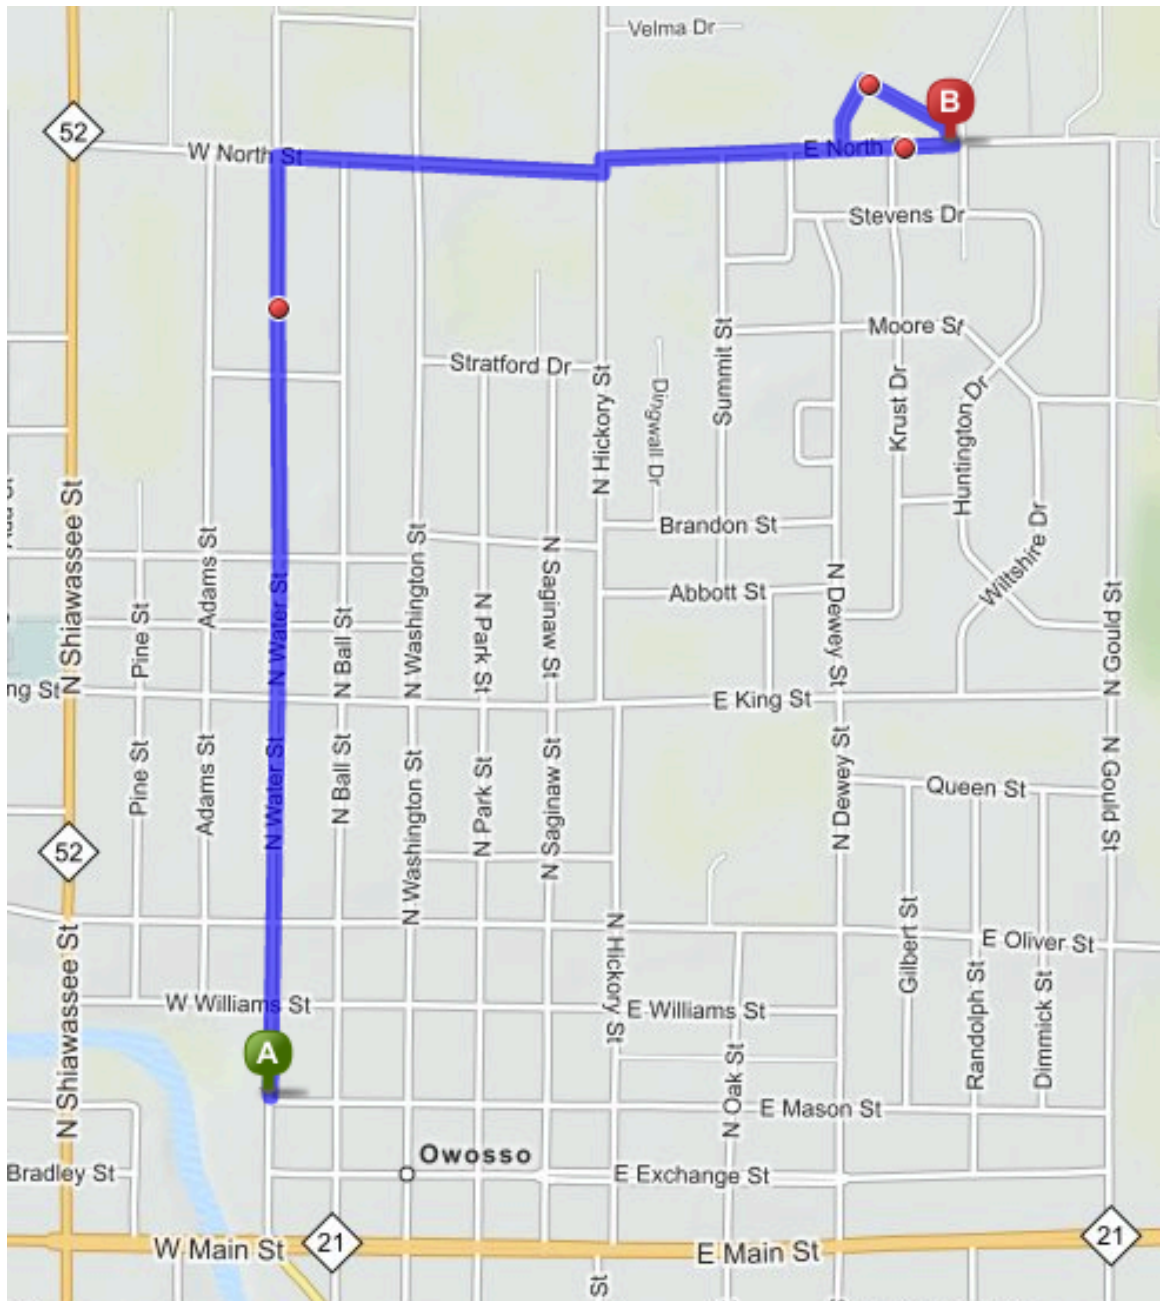 Velma Dr
52
B
W North St
E North
Stevens Dr
Moore St
Stratford Dr
N Hickory St
Dingwall Dr
Summit St
Krust Dr
Huntington Dr
N Shiawassee St
Adams St
N Washington St
Brandon St
N Saginaw St
Wiltshire Dr
N Water St
Abbott St
N Dewey St
N Gould St
Pine St
N Ball St
N Park St
ng St
E King St
Pine St
Adams St
N Water St
N Ball St
N Washington St
N Park St
N Saginaw St
N Dewey St
Queen St
N Gould St
52
N Shiawassee St
N Hickory St
Gilbert St
E Oliver St
W Williams St
E Williams St
Randolph St
Dimmick St
A
N Oak St
E Mason St
Owosso
Bradley St
E Exchange St
W Main St
21
E Main St
21
St